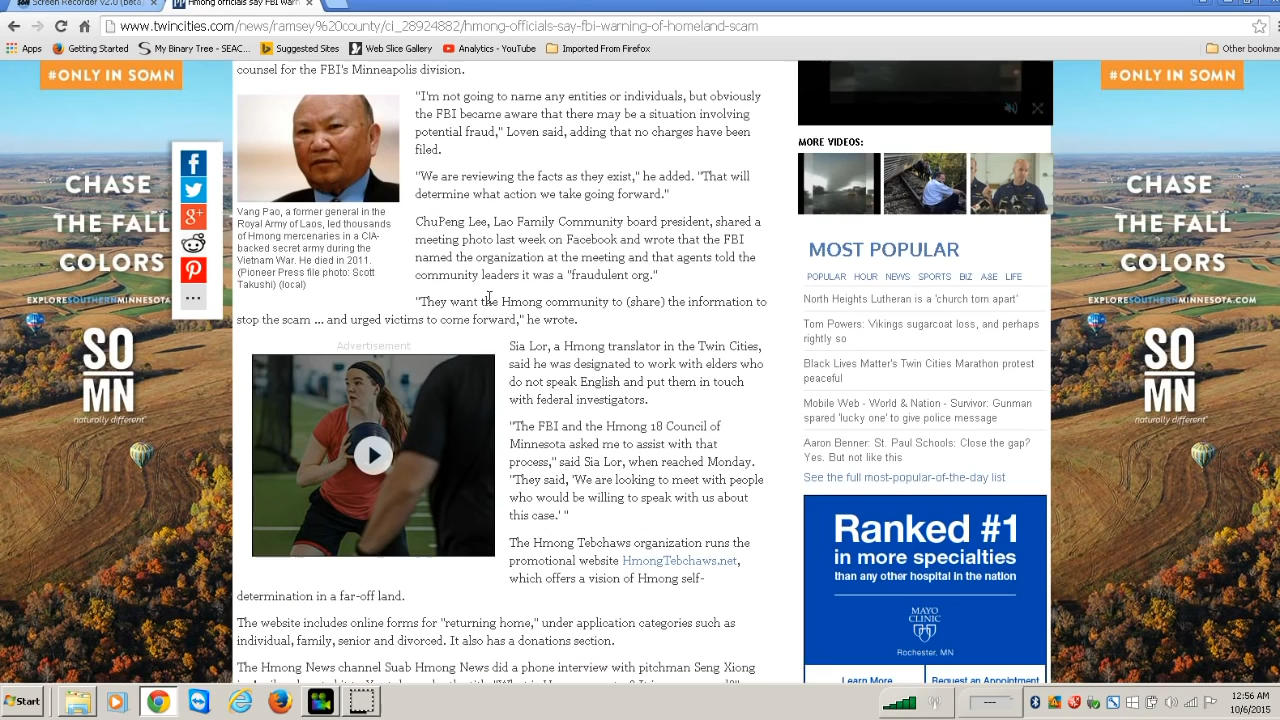 Screen Recorder v2.0 (Beta)
Hmong officials say FBI warn
www.twincities.com/news/ramsey%20county/ci_28924882/hmong-officials-say-fbi-warning-of-homeland-scam
Apps
Getting Started
My Binary Tree - SEAC...
Suggested Sites
Web Slice Gallery
Analytics - YouTube
Imported From Firefox
Other bookmar
#ONLY IN SOMN
CHASE
THE FALL
COLORS
EXPLORESOUTHERNMINNESOTA
SO
MN
naturally different
counsel for the FBI's Minneapolis division.
"I'm not going to name any entities or individuals, but obviously
the FBI became aware that there may be a situation involving
potential fraud," Loven said, adding that no charges have been
filed.
"We are reviewing the facts as they exist," he added. "That will
determine what action we take going forward."
Vang Pao, a former general in the
Royal Army of Laos, led thousands
of Hmong mercenaries in a CIA-
backed secret army during the
Vietnam War. He died in 2011.
(Pioneer Press file photo: Scott
Takushi) (xsal)
ChuPeng Lee, Lao Family Community board president, shared a
meeting photo last week on Facebook and wrote that the FBI
named the organization at the meeting and that agents told the
community leaders it was a "fraudulent org."
"They want the Hmong community to (share) the information to
stop the scam ... and urged victims to come forward," he wrote.
Advertisement
Sia Lor, a Hmong translator in the Twin Cities,
said he was designated to work with elders who
do not speak English and put them in touch
with federal investigators.
"The FBI and the Hmong 18 Council of
Minnesota asked me to assist with that
process," said Sia Lor, when reached Monday.
"They said, 'We are looking to meet with people
who would be willing to speak with us about
this case.' "
The Hmong Tebchaws organization runs the
promotional website HmongTebchaws.net,
which offers a vision of Hmong self-
determination in a far-off land.
The website includes online forms for "returning home," under application categories such as
individual, family, senior and divorced. It also has a donations section.
The Hmong News channel Suab Hmong News did a phone interview with pitchman Seng Xiong
MORE VIDEOS:
MOST POPULAR
POPULAR HOUR NEWS SPORTS BIZ A&E LIFE
North Heights Lutheran is a 'church torn apart'
Tom Powers: Vikings sugarcoat loss, and perhaps
rightly so
Black Lives Matter's Twin Cities Marathon protest
peaceful
Mobile Web - World & Nation - Survivor: Gunman
spared 'lucky one' to give police message
Aaron Benner: St. Paul Schools: Close the gap?
Yes. But not like this
See the full most-popular-of-the-day list
Ranked #1
in more specialties
than any other hospital in the nation
MAYO
CLINIC
Rochester, MN
Learn More
Request an Appointment
#ONLY IN SOMN
CHASE
THE FALL
COLORS
EXPLORESOUTHERNMINNESOTA.COM
SO
MN
naturally different
Start
12:56 AM
10/6/2015